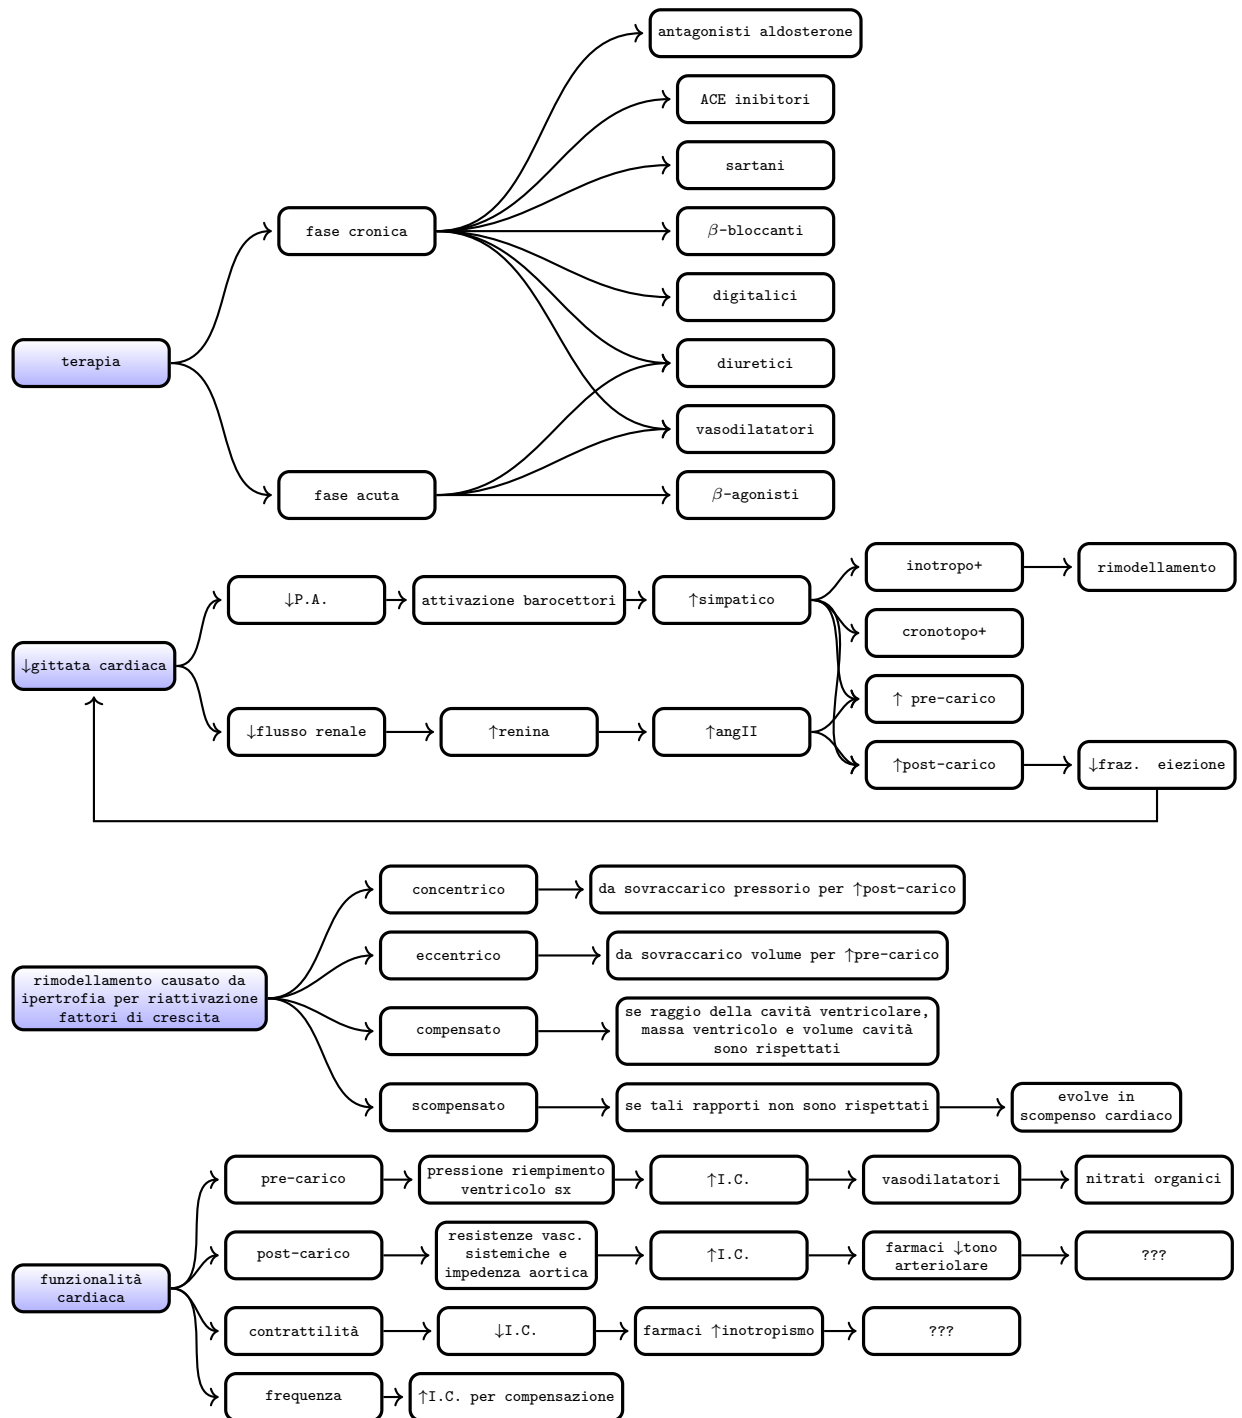 antagonisti aldosterone
ACE inibitori
sartani
fase cronica
β-bloccanti
digitalici
terapia
diuretici
vasodilatatori
fase acuta
β-agonisti
inotropo+
rimodellamento
↓P.A.
attivazione barocettori
↑simpatico
cronotopo+
↓gittata cardiaca
↑ pre-carico
↓flusso renale
↑renina
↑angII
↑post-carico
↓fraz. eiezione
concentrico
da sovraccarico pressorio per ↑post-carico
eccentrico
da sovraccarico volume per ↑pre-carico
rimodellamento causato da
ipertrofia per riattivazione
fattori di crescita
compensato
se raggio della cavità ventricolare,
massa ventricolo e volume cavità
sono rispettati
scompensato
se tali rapporti non sono rispettati
evolve in
scompenso cardiaco
pre-carico
pressione riempimento
ventricolo sx
↑I.C.
vasodilatatori
nitrati organici
post-carico
resistenze vasc.
sistemiche e
impedenza aortica
↑I.C.
farmaci ↓tono
arteriolare
???
funzionalità
cardiaca
contrattilità
↓I.C.
farmaci ↑inotropismo
???
frequenza
↑I.C. per compensazione